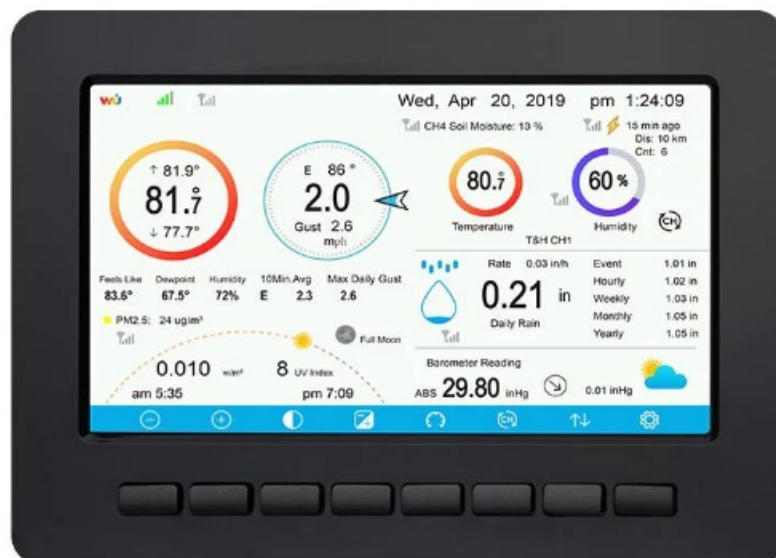 wu
Wed, Apr 20, 2019 pm 1:24:09
CH4 Soil Moisture: 13 %
15 min ago
Dis: 10 km
Cnt: 6
↑ 81.9°
81.7°
↓ 77.7°
E 86 °
2.0
Gust 2.6
mph
80.7°
Temperature
60 %
Humidity
CH
T&H CH1
Feels Like Dewpoint Humidity 10Min.Avg Max Daily Gust
83.6° 67.5° 72% E 2.3 2.6
PM2.5: 24 ug/m³
Full Moon
0.010 w/m² 8 UV Index
am 5:35 pm 7:09
Rate 0.03 in/h
0.21 in
Daily Rain
Event 1.01 in
Hourly 1.02 in
Weekly 1.03 in
Monthly 1.05 in
Yearly 1.05 in
Barometer Reading
ABS 29.80 inHg 0.01 inHg
CH